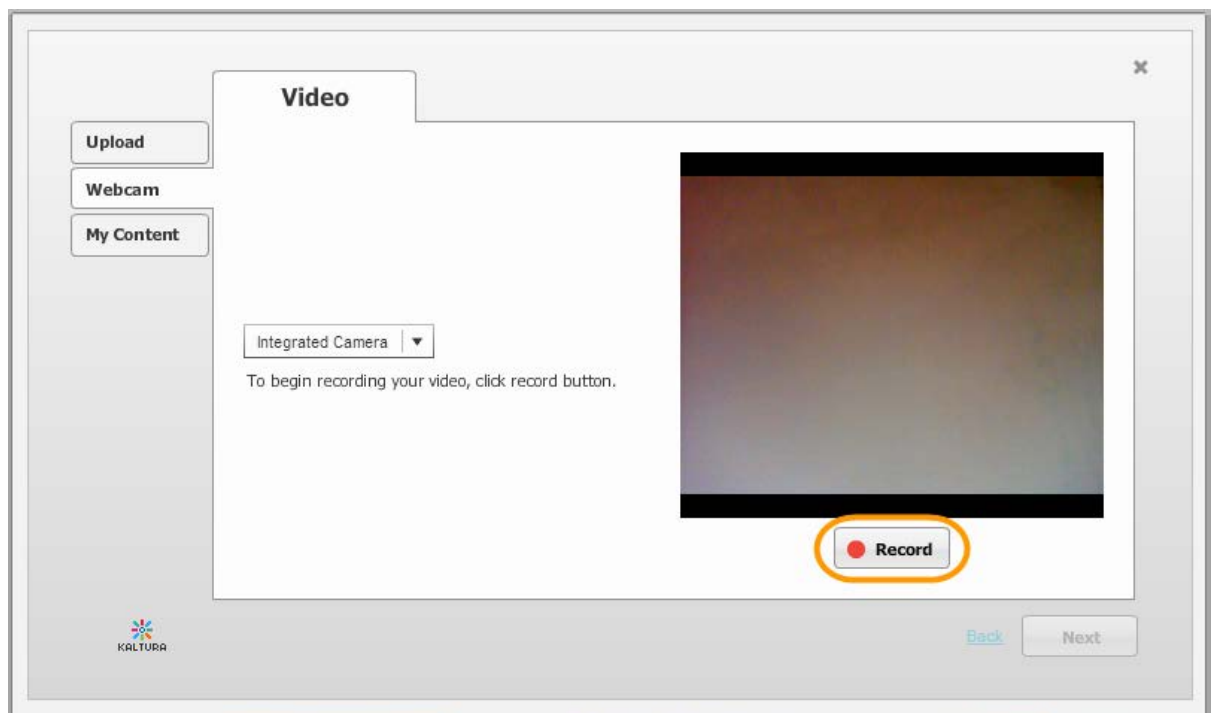 Video
Upload
Webcam
My Content
Integrated Camera
To begin recording your video, click record button.
Record
KALTURA
Back
Next